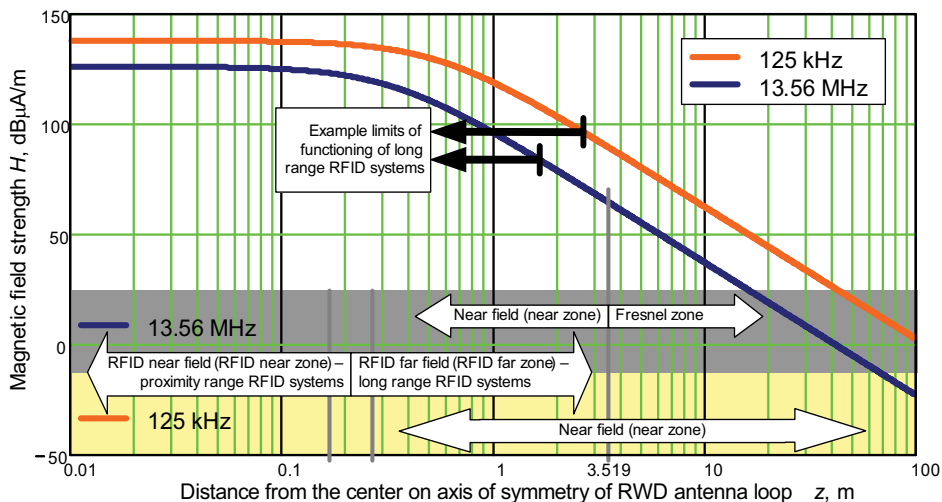 150
100
50
0
−50
Magnetic field strength H, dBμA/m
125 kHz
13.56 MHz
Example limits of
functioning of long
range RFID systems
Near field (near zone)
Fresnel zone
13.56 MHz
RFID near field (RFID near zone) –
proximity range RFID systems
RFID far field (RFID far zone) –
long range RFID systems
125 kHz
Near field (near zone)
0.01
0.1
1
3.519
10
100
Distance from the center on axis of symmetry of RWD antenna loop z, m